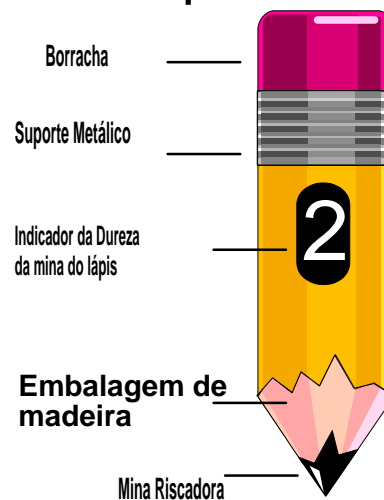 Borracha
Suporte Metálico
Indicador da Dureza
da mina do lápis
2
Embalagem de
madeira
Mina Riscadora